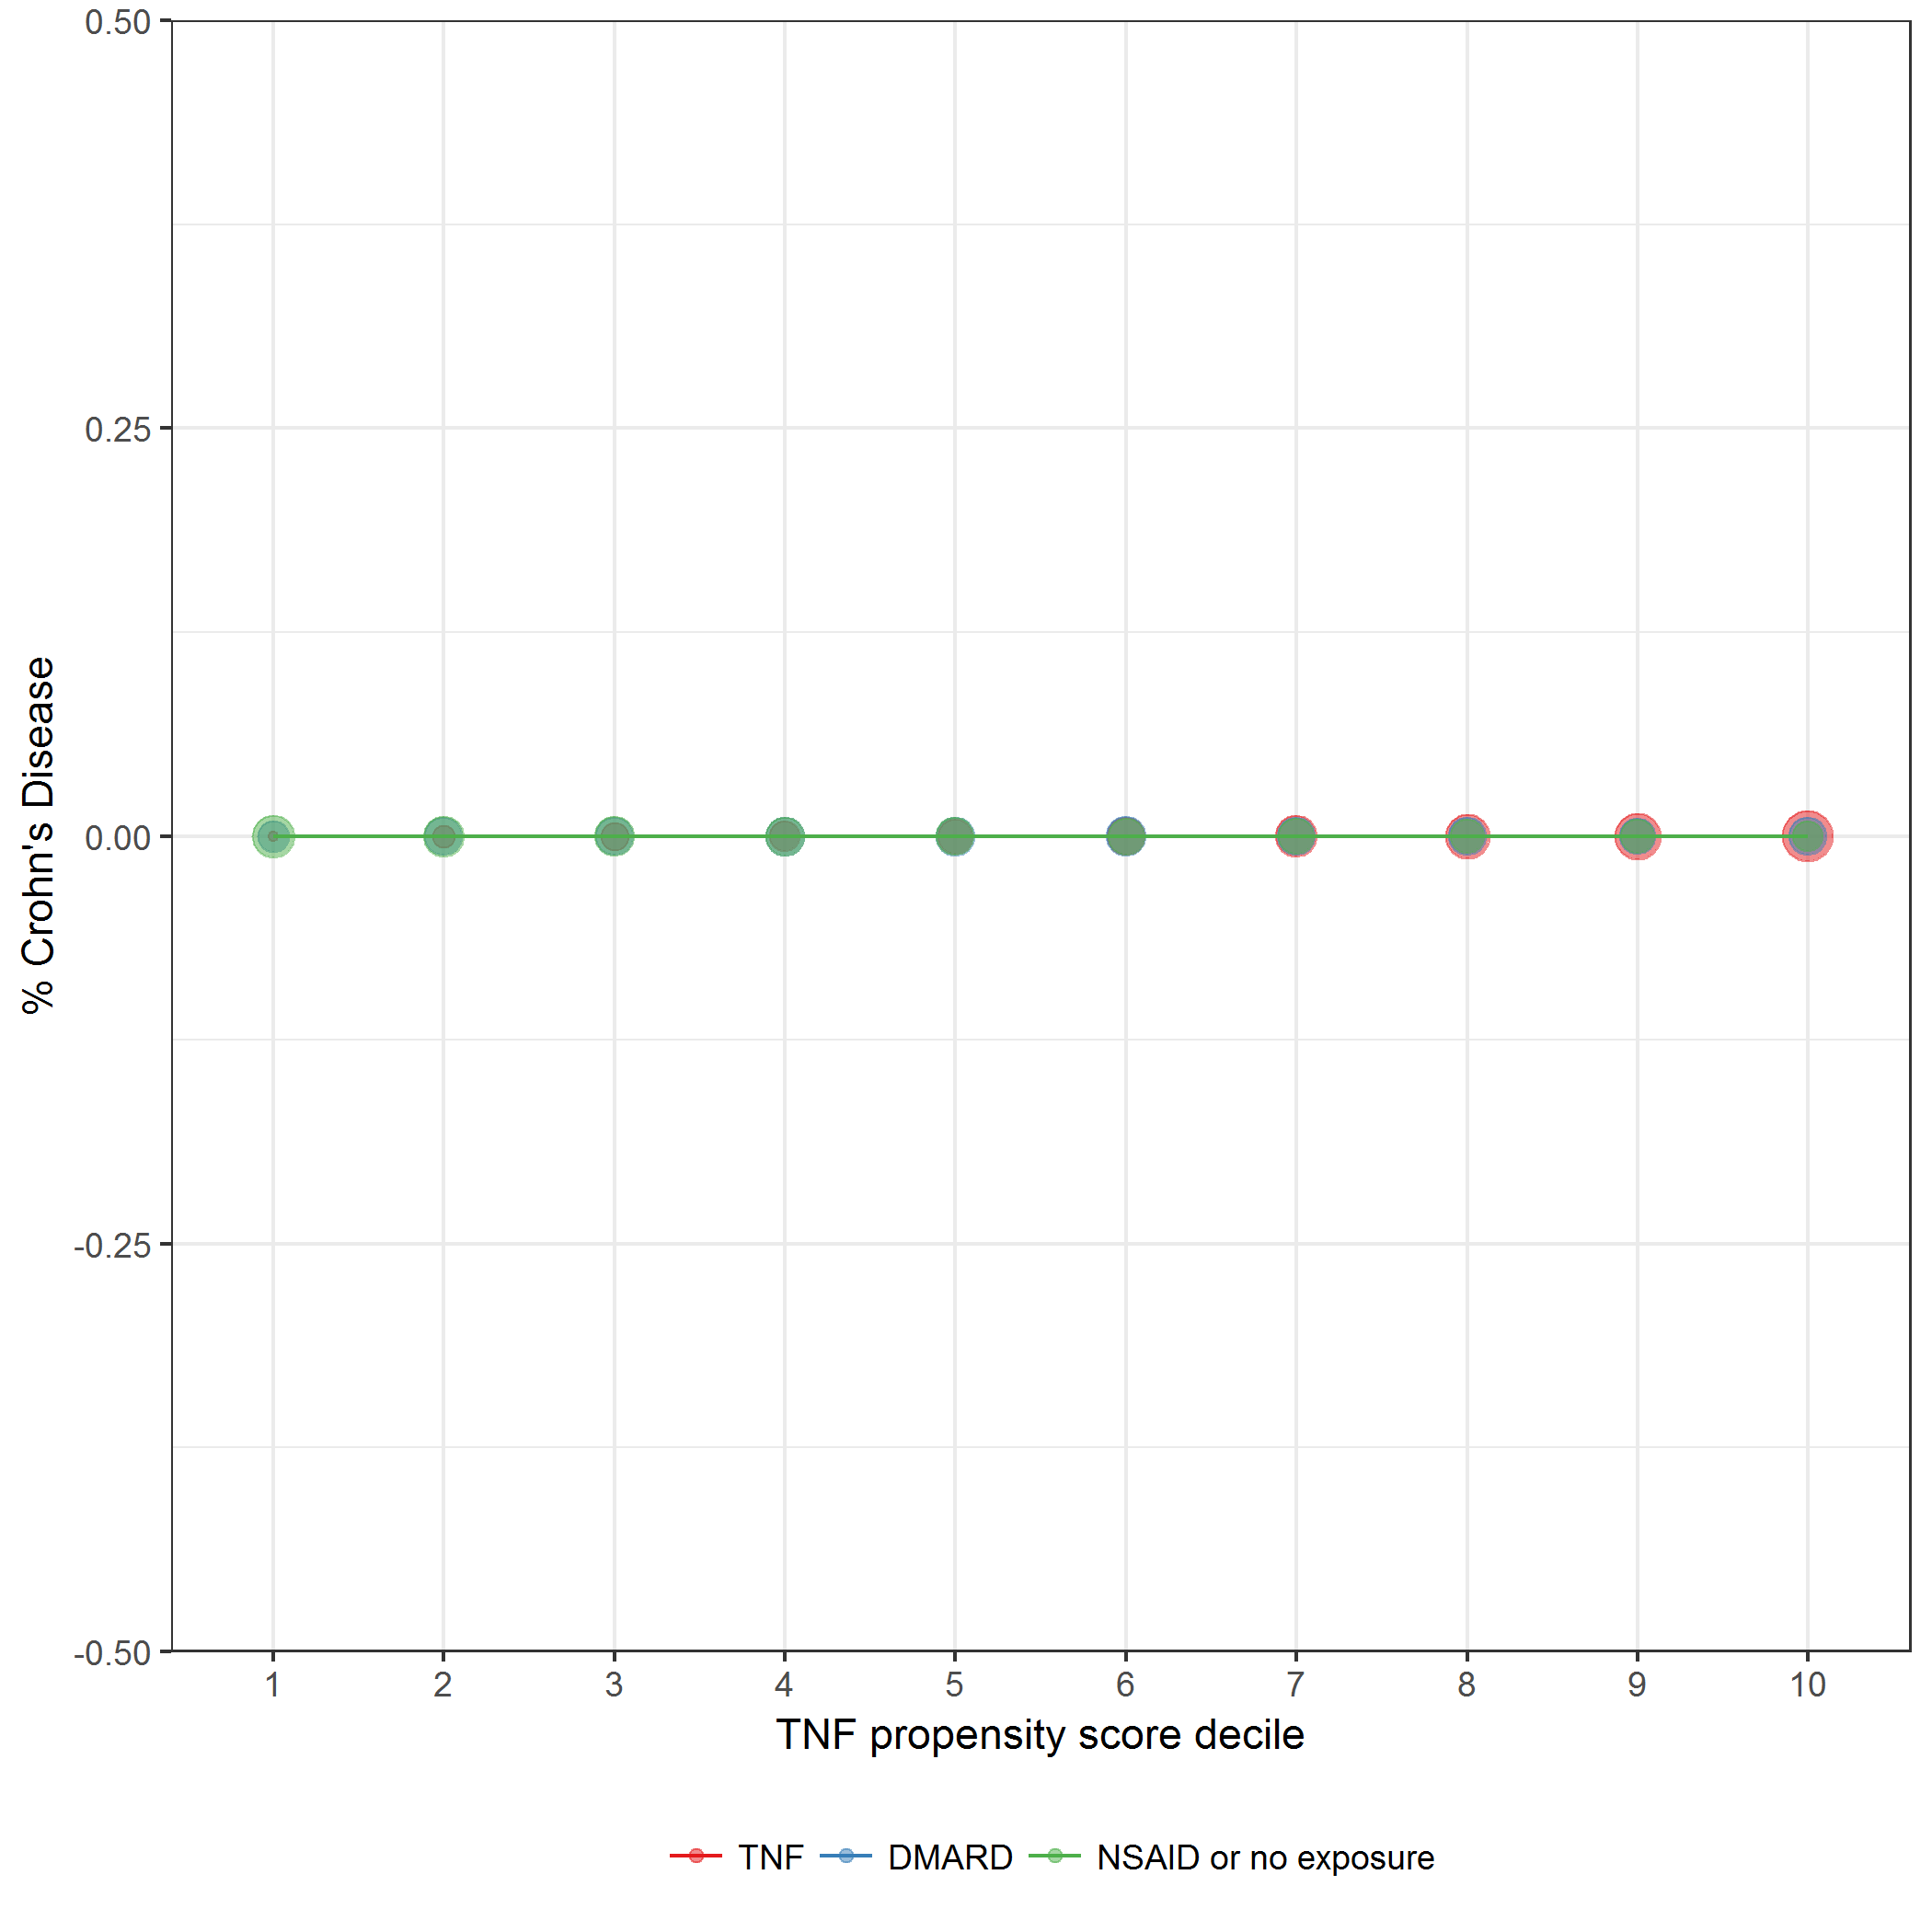 0.50
0.25
0.00
-0.25
-0.50
% Crohn's Disease
1 2 3 4 5 6 7 8 9 10
TNF propensity score decile
TNF DMARD NSAID or no exposure